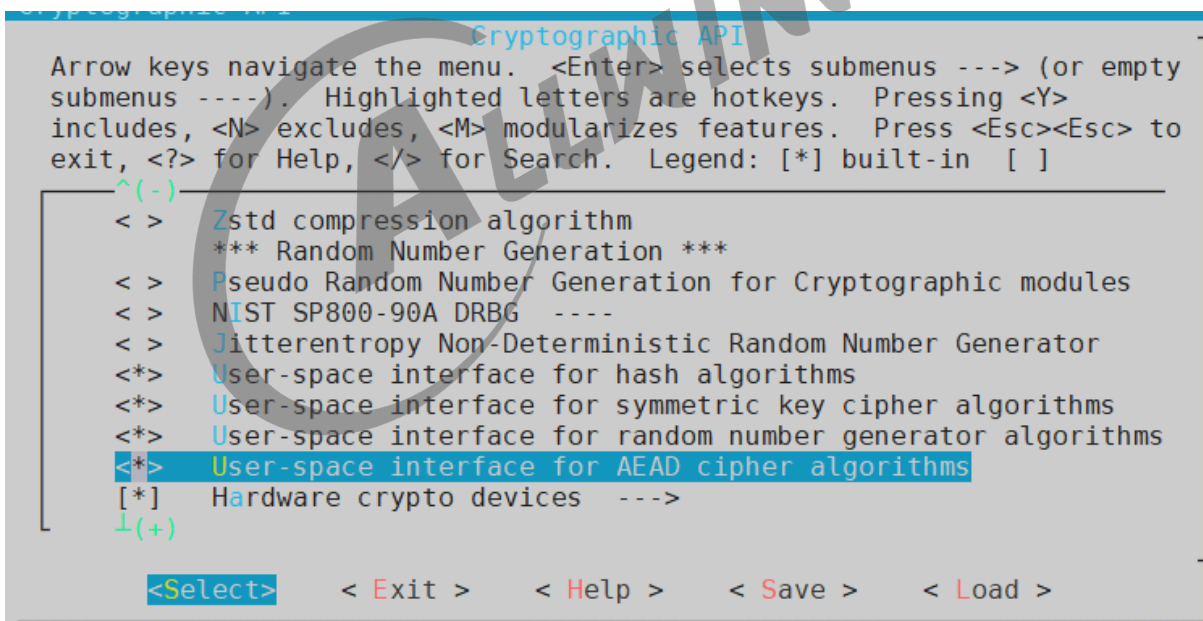 Cryptographic API
Cryptographic API
Arrow keys navigate the menu.  <Enter> selects submenus ---> (or empty
submenus ----).  Highlighted letters are hotkeys.  Pressing <Y>
includes, <N> excludes, <M> modularizes features.  Press <Esc><Esc> to
exit, <?> for Help, </> for Search.  Legend: [*] built-in  [ ]
^(-)
< >   Zstd compression algorithm
*** Random Number Generation ***
< >   Pseudo Random Number Generation for Cryptographic modules
< >   NIST SP800-90A DRBG  ----
< >   Jitterentropy Non-Deterministic Random Number Generator
<*>   User-space interface for hash algorithms
<*>   User-space interface for symmetric key cipher algorithms
<*>   User-space interface for random number generator algorithms
<*>   User-space interface for AEAD cipher algorithms
[*]   Hardware crypto devices  --->
┴(+)
<Select>    < Exit >    < Help >    < Save >    < Load >